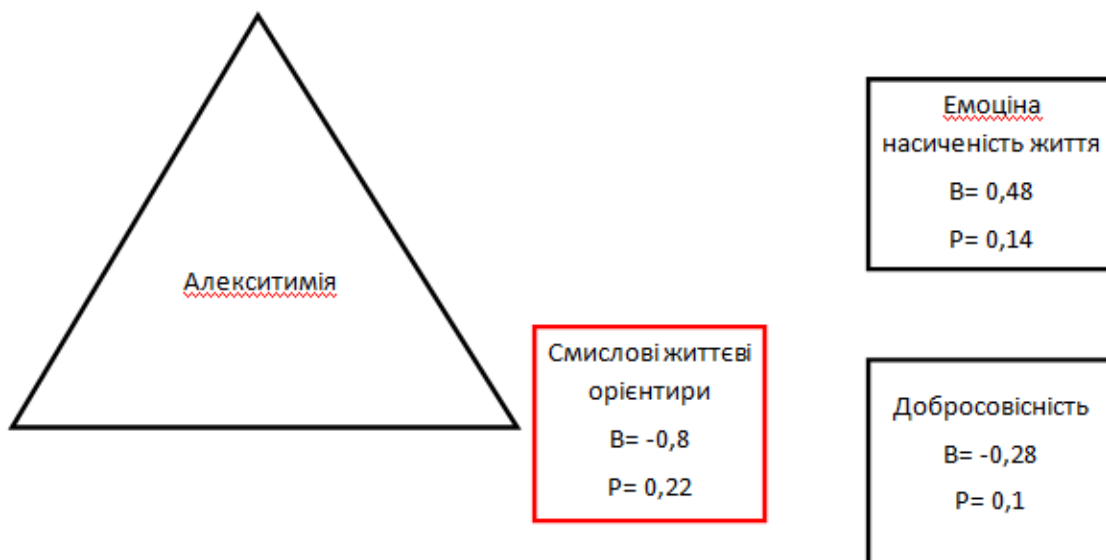 Алекситимія
Смислові життєві
орієнтири
В= -0,8
Р= 0,22
Емоціна
насиченість життя
В= 0,48
Р= 0,14
Добросовісність
В= -0,28
Р= 0,1